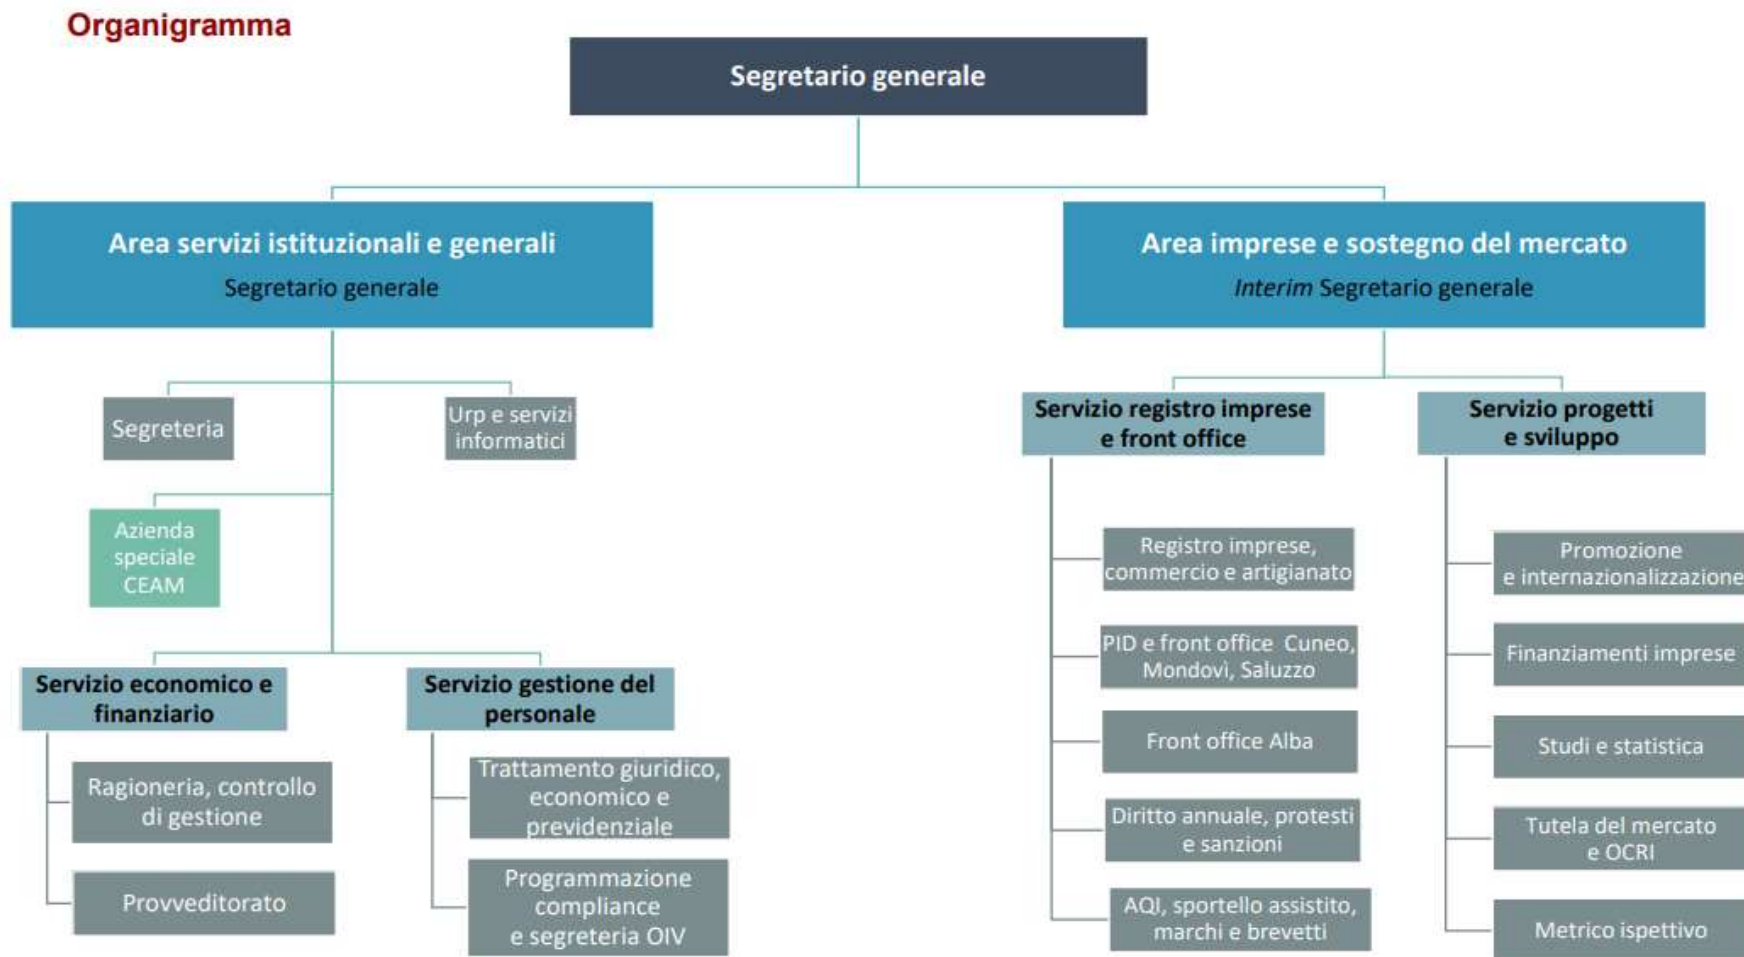 Organigramma
Segretario generale
Area servizi istituzionali e generali
Segretario generale
Area imprese e sostegno del mercato
Interim Segretario generale
Segreteria
Urp e servizi
informatici
Azienda
speciale
CEAM
Servizio economico e
finanziario
Ragioneria, controllo
di gestione
Provveditorato
Servizio gestione del
personale
Trattamento giuridico,
economico e
previdenziale
Programmazione
compliance
e segreteria OIV
Servizio registro imprese
e front office
Registro imprese,
commercio e artigianato
PID e front office Cuneo,
Mondovì, Saluzzo
Front office Alba
Diritto annuale, protesti
e sanzioni
AQI, sportello assistito,
marchi e brevetti
Servizio progetti
e sviluppo
Promozione
e internazionalizzazione
Finanziamenti imprese
Studi e statistica
Tutela del mercato
e OCRI
Metrico ispettivo